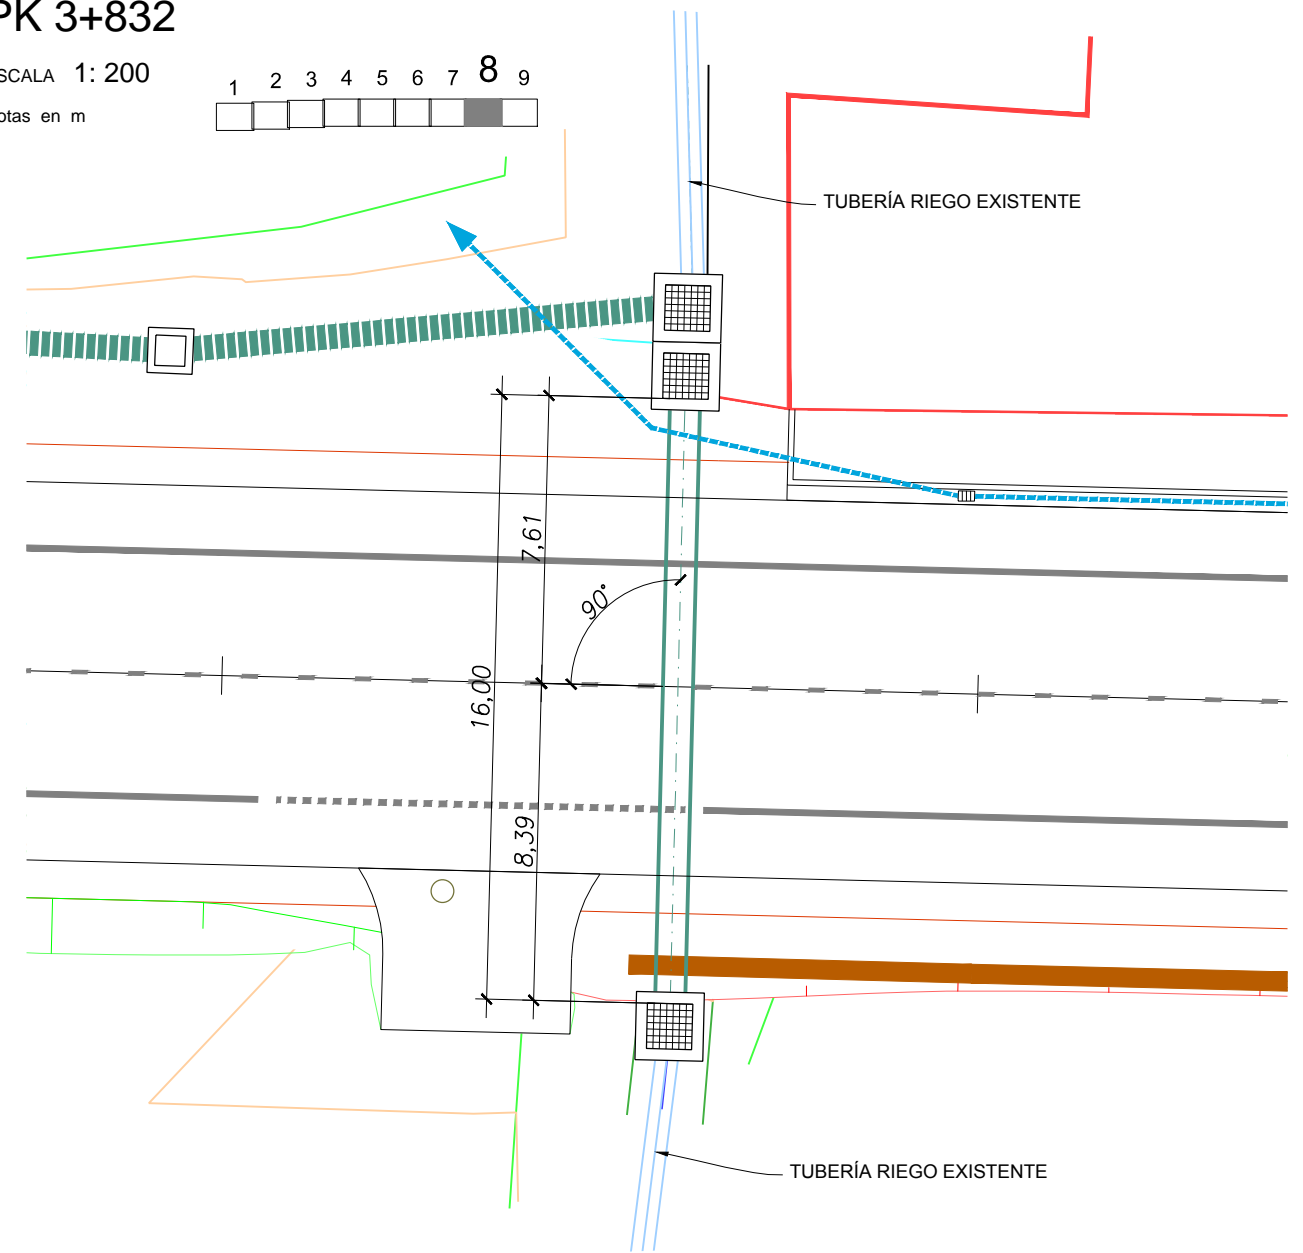 PK 3+832
SCALA 1: 200
otas en m
1 2 3 4 5 6 7 8 9
TUBERÍA RIEGO EXISTENTE
7,61
90°
16,00
8,39
TUBERÍA RIEGO EXISTENTE